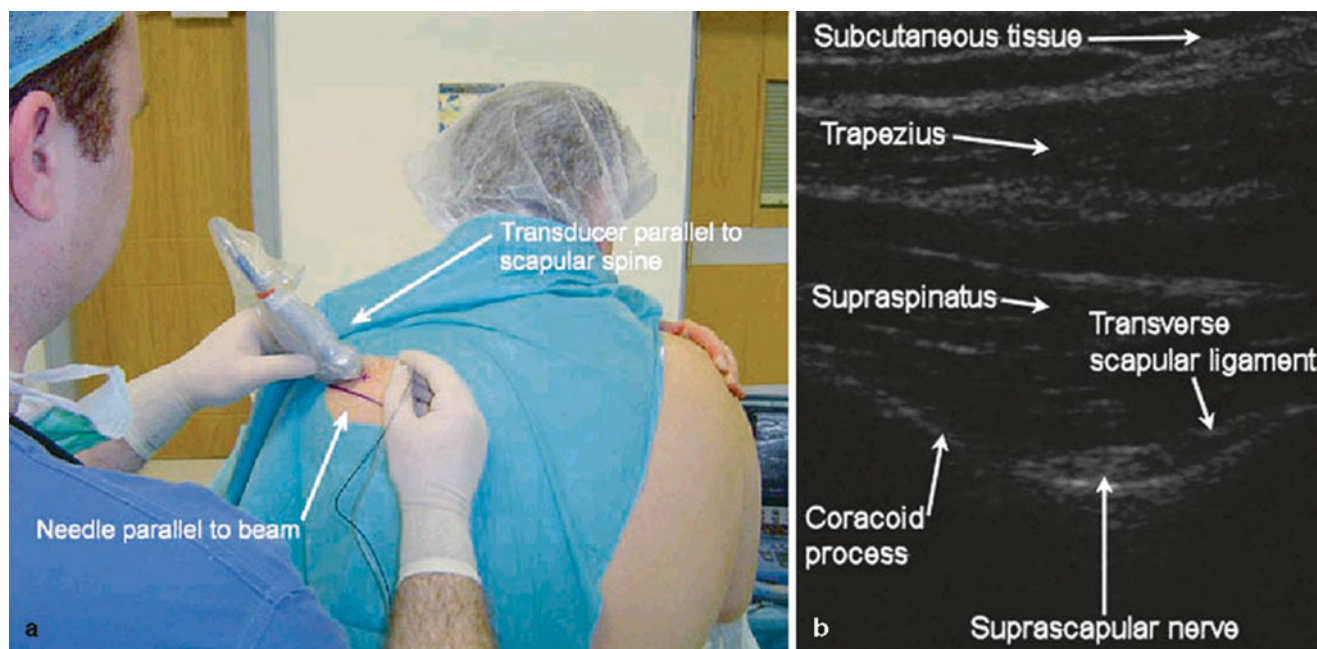 Transducer parallel to
scapular spine
Needle parallel to beam
a
Subcutaneous tissue
Trapezius
Supraspinatus
Transverse
scapular ligament
Coracoid
process
Suprascapular nerve
b